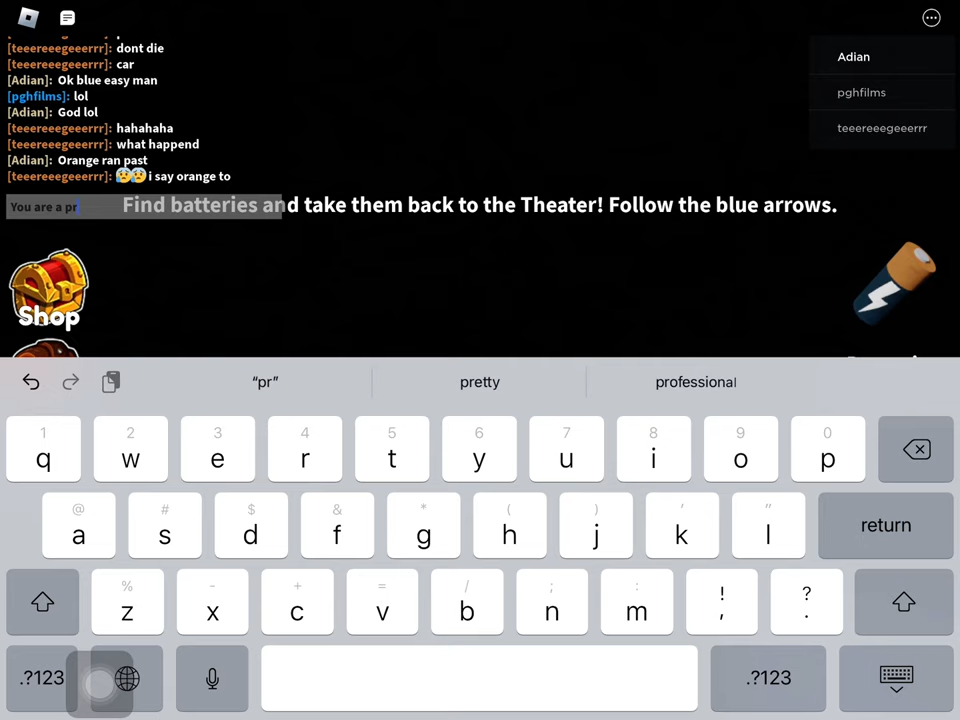 [teeereeegeeerrr]: dont die
[teeereeegeeerrr]: car
[Adian]: Ok blue easy man
[pghfilms]: lol
[Adian]: God lol
[teeereeegeeerrr]: hahahaha
[teeereeegeeerrr]: what happend
[Adian]: Orange ran past
[teeereeegeeerrr]: 😰😰 i say orange to
You are a pr
Find batteries and take them back to the Theater! Follow the blue arrows.
Adian
pghfilms
teeereeegeeerrr
Shop
“pr” pretty professional
1 2 3 4 5 6 7 8 9 0
q w e r t y u i o p
@ # $ & * ( ) ' "
a s d f g h j k l return
% - + = / ; : ! ?
z x c v b n m , .
.?123 .?123